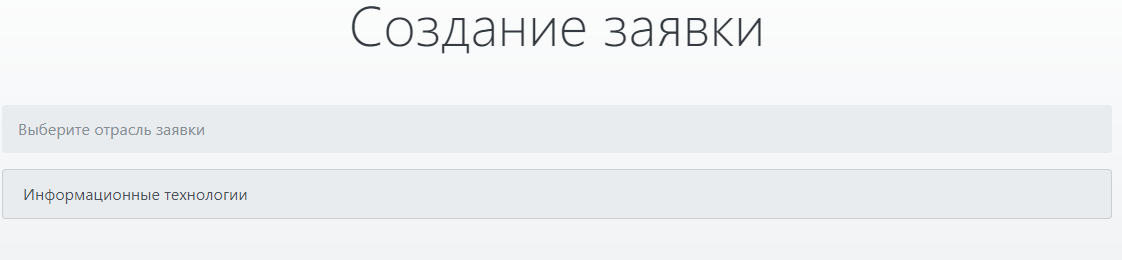 Создание заявки
Выберите отрасль заявки
Информационные технологии